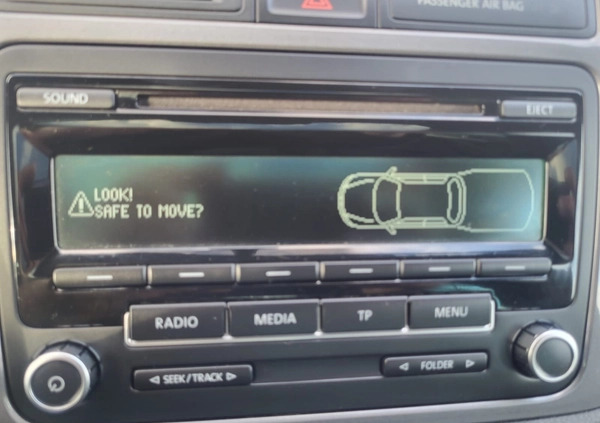 PASSENGER AIR BAG
SOUND
EJECT
LOOK!
SAFE TO MOVE?
RADIO
MEDIA
TP
MENU
SEEK/TRACK
FOLDER